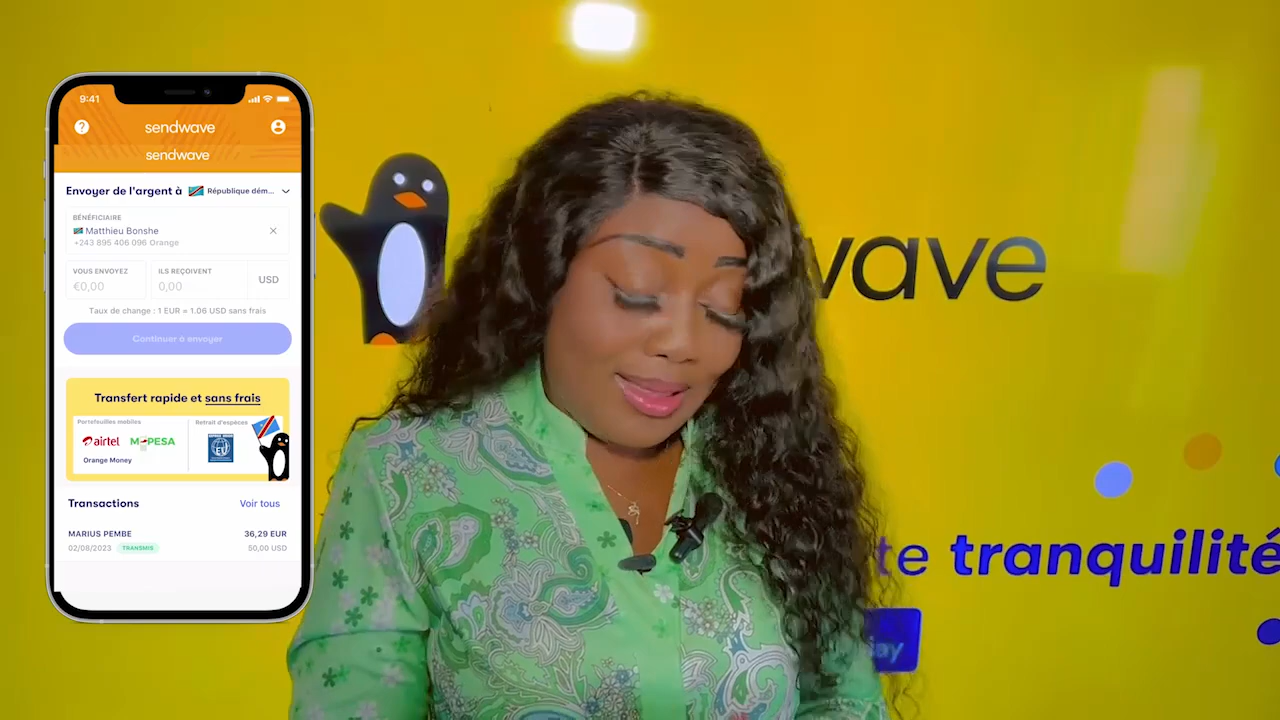 9:41
sendwave
sendwave
Envoyer de l'argent à République dém...
BÉNÉFICIAIRE
Matthieu Bonshe
+243 895 406 096 Orange
VOUS ENVOYEZ
ILS REÇOIVENT
€0,00
0,00
USD
Taux de change : 1 EUR = 1.06 USD sans frais
Continuer à envoyer
Transfert rapide et sans frais
Portefeuilles mobiles
Retrait d'espèces
airtel
M-PESA
Orange Money
Transactions
Voir tous
MARIUS PEMBE
36,29 EUR
02/08/2023
TRANSMIS
50,00 USD
wave
te tranquilité
ay